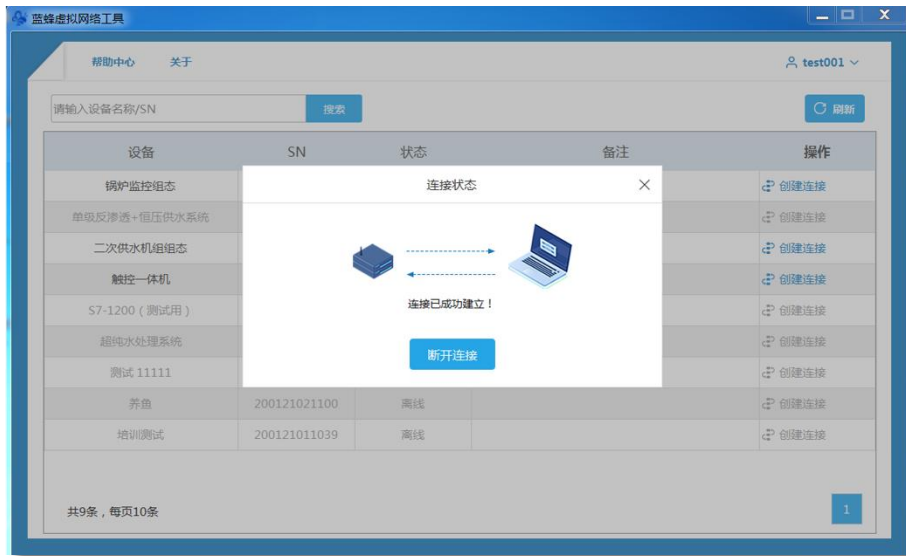 蓝蜂虚拟网络工具
帮助中心 关于 test001
请输入设备名称/SN 搜索 刷新
设备 SN 状态 备注 操作
连接状态
锅炉监控组态 创建连接
单级反渗透+恒压供水系统 创建连接
二次供水机组组态 创建连接
触控一体机 创建连接
连接已成功建立！
S7-1200（测试用） 创建连接
超纯水处理系统 创建连接
断开连接
测试 11111 创建连接
养鱼 200121021100 离线 创建连接
培训测试 200121011039 离线 创建连接
共9条，每页10条 1